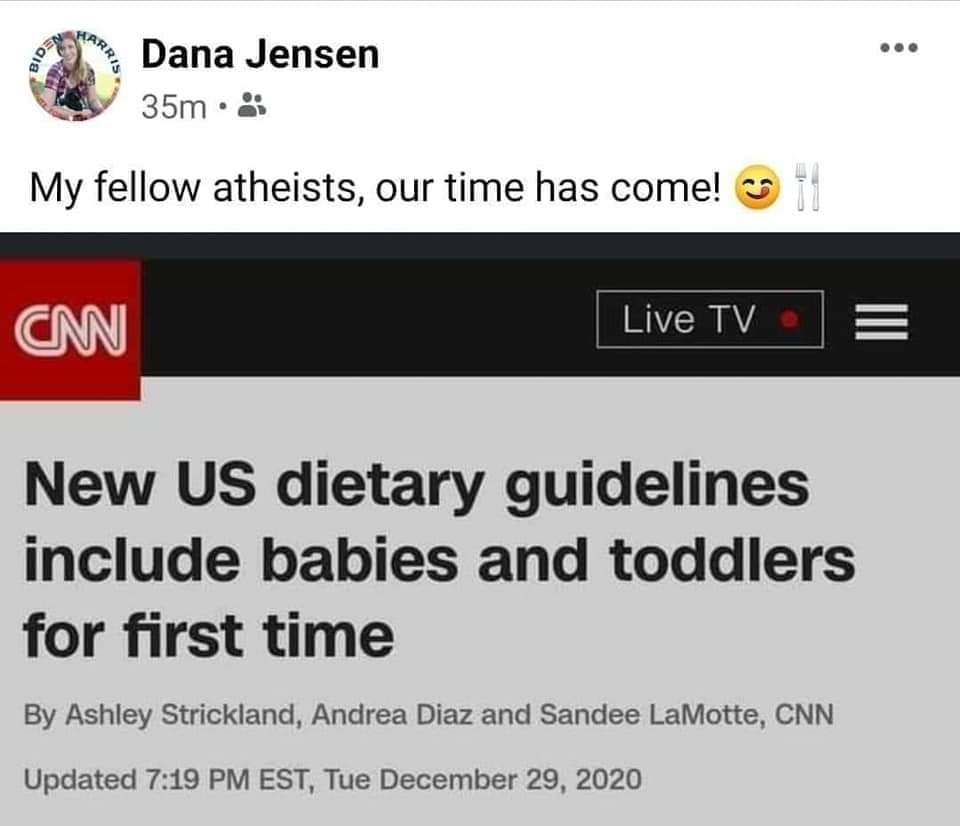 BIDEN HARRIS
Dana Jensen
35m •
My fellow atheists, our time has come! 😋🍴
CNN
Live TV
New US dietary guidelines
include babies and toddlers
for first time
By Ashley Strickland, Andrea Diaz and Sandee LaMotte, CNN
Updated 7:19 PM EST, Tue December 29, 2020